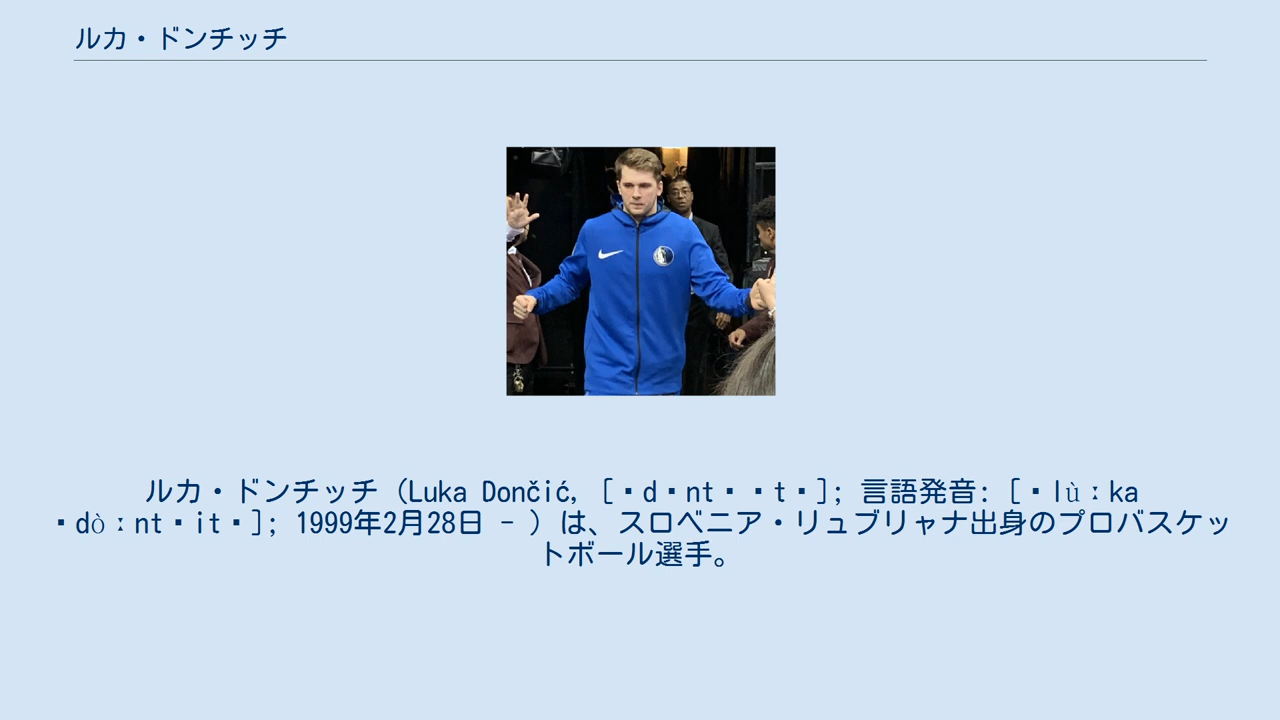 ルカ・ドンチッチ
ルカ・ドンチッチ（Luka Dončić, [▪d▪nt▪▪t▪]; 言語発音: [▪lùːka
▪dòːnt▪it▪]; 1999年2月28日 - ）は、スロベニア・リュブリャナ出身のプロバスケッ
トボール選手。